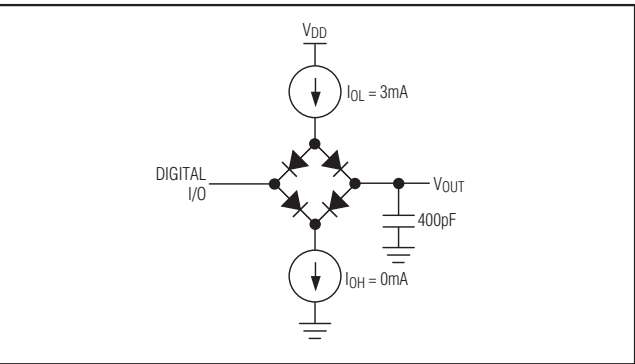 VDD
IOL = 3mA
DIGITAL
I/O
VOUT
400pF
IOH = 0mA